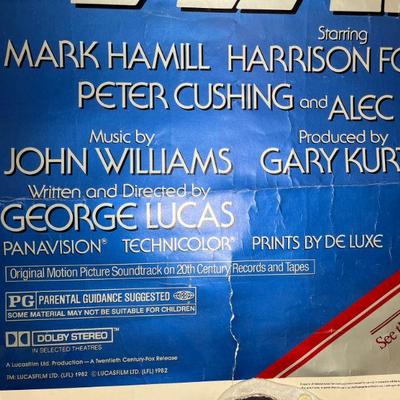 Starring
MARK HAMILL HARRISON FO
PETER CUSHING and ALEC
Music by
Produced by
JOHN WILLIAMS GARY KURT
Written and Directed by
GEORGE LUCAS
PANAVISION® TECHNICOLOR® PRINTS BY DE LUXE
Original Motion Picture Soundtrack on 20th Century Records and Tapes
PG PARENTAL GUIDANCE SUGGESTED
SOME MATERIAL MAY NOT BE SUITABLE FOR CHILDREN
DOLBY STEREO™
IN SELECTED THEATRES
A Lucasfilm Ltd. Production — A Twentieth Century-Fox Release
TM: LUCASFILM LTD. (LFL) 1982 © LUCASFILM LTD. (LFL) 1982
See